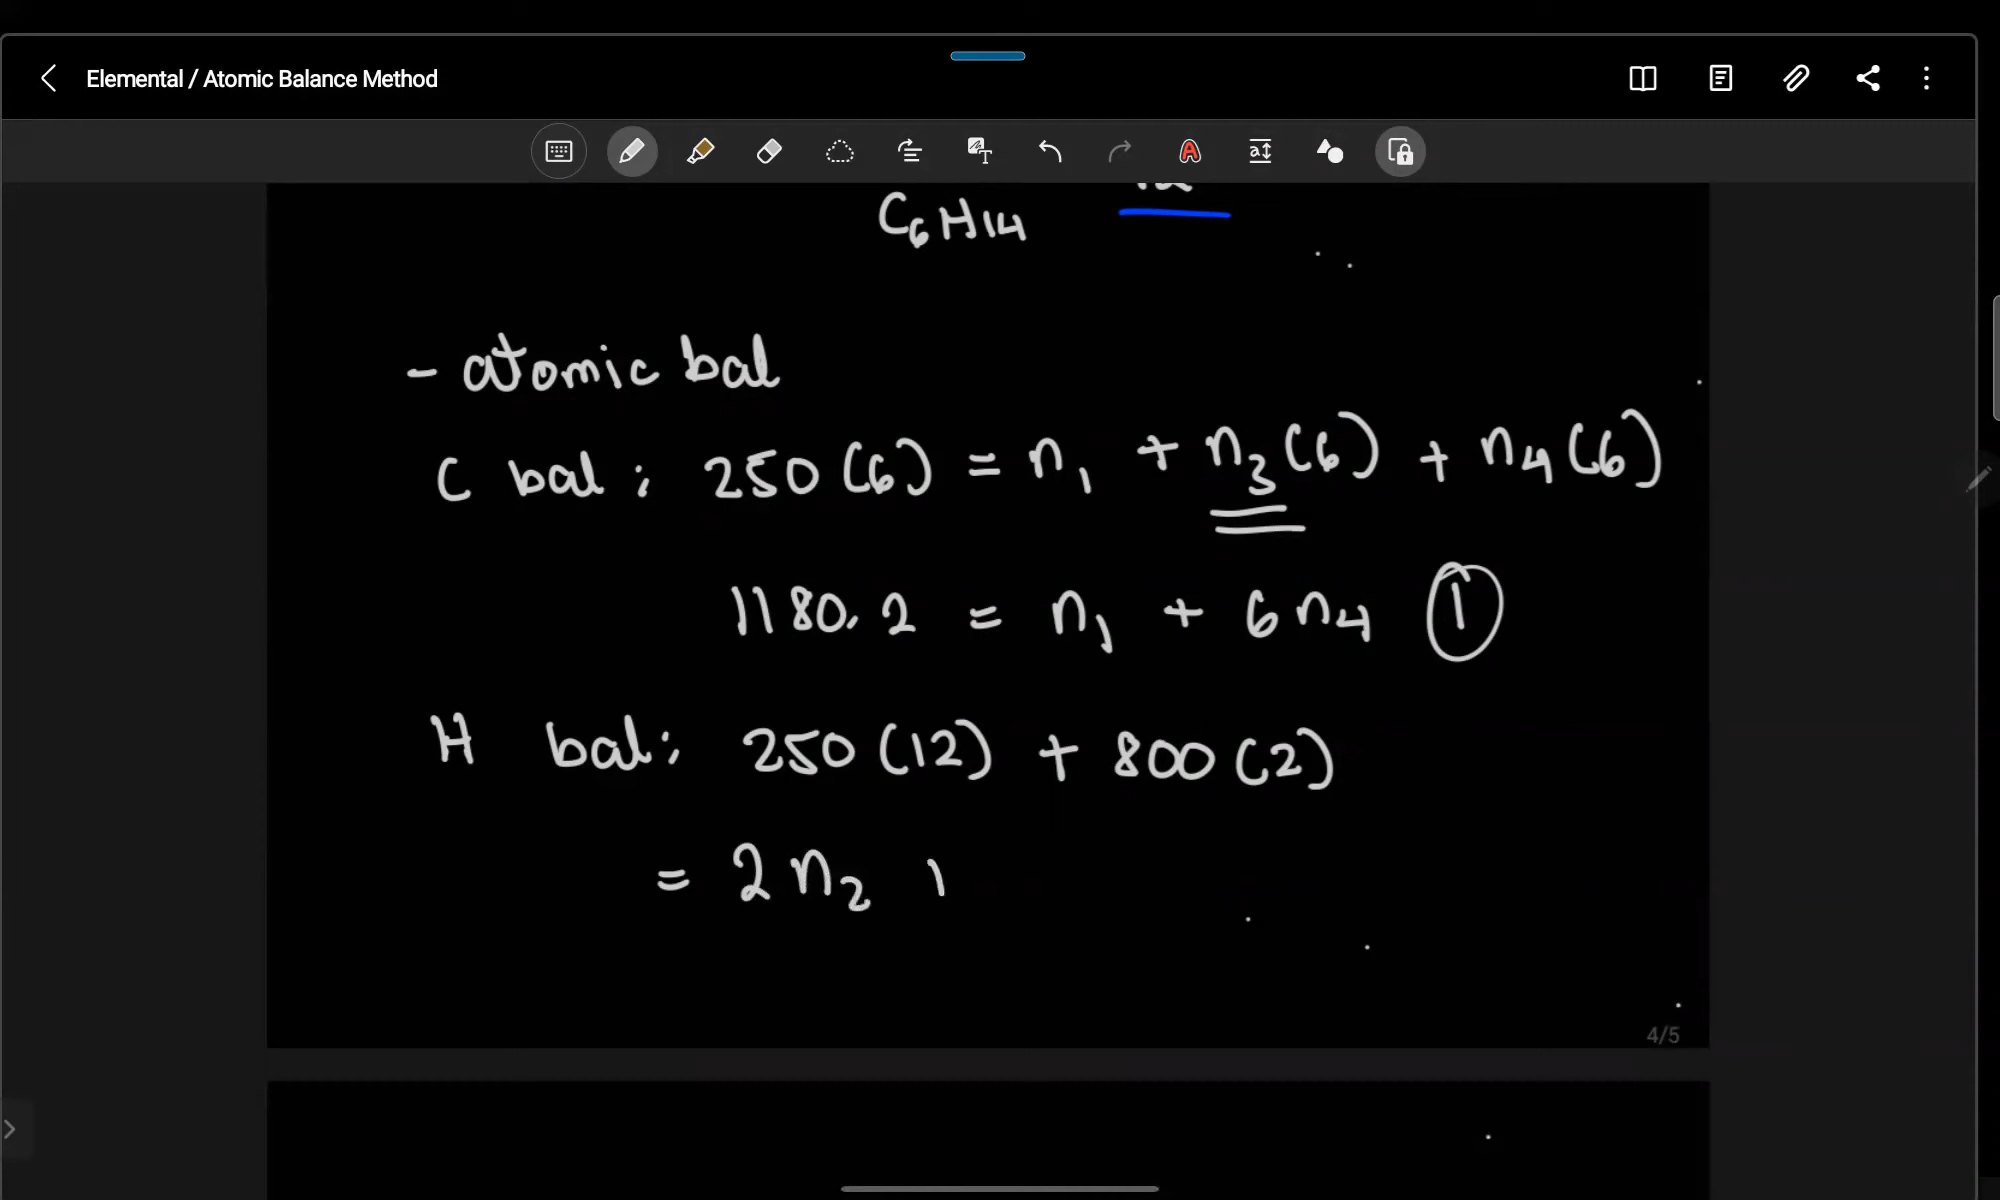 Elemental / Atomic Balance Method
C6H14
- atomic bal
C bal: 250(6) = n1 + n3(6) + n4(6)
1180.2 = n1 + 6n4 ①
H bal: 250(12) + 800(2)
= 2n2
4/5